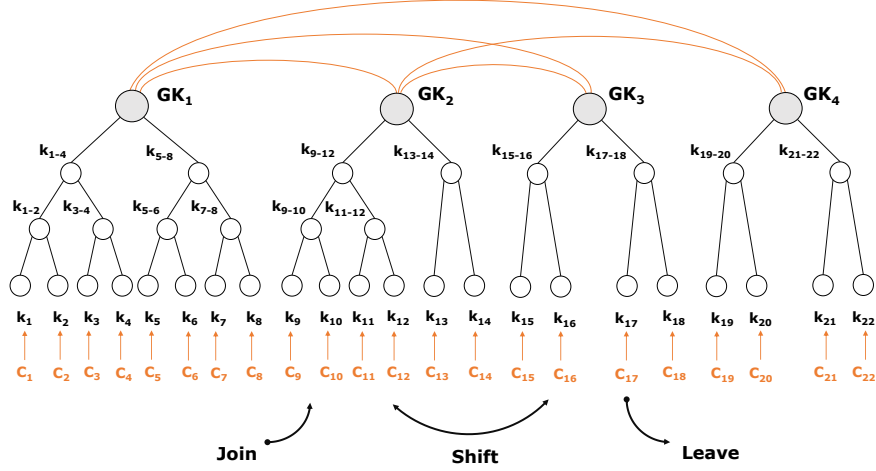 GK₁ GK₂ GK₃ GK₄
k₁₋₄ k₅₋₈ k₉₋₁₂ k₁₃₋₁₄ k₁₅₋₁₆ k₁₇₋₁₈ k₁₉₋₂₀ k₂₁₋₂₂
k₁₋₂ k₃₋₄ k₅₋₆ k₇₋₈ k₉₋₁₀ k₁₁₋₁₂
k₁ k₂ k₃ k₄ k₅ k₆ k₇ k₈ k₉ k₁₀ k₁₁ k₁₂ k₁₃ k₁₄ k₁₅ k₁₆ k₁₇ k₁₈ k₁₉ k₂₀ k₂₁ k₂₂
C₁ C₂ C₃ C₄ C₅ C₆ C₇ C₈ C₉ C₁₀ C₁₁ C₁₂ C₁₃ C₁₄ C₁₅ C₁₆ C₁₇ C₁₈ C₁₉ C₂₀ C₂₁ C₂₂
Join Shift Leave